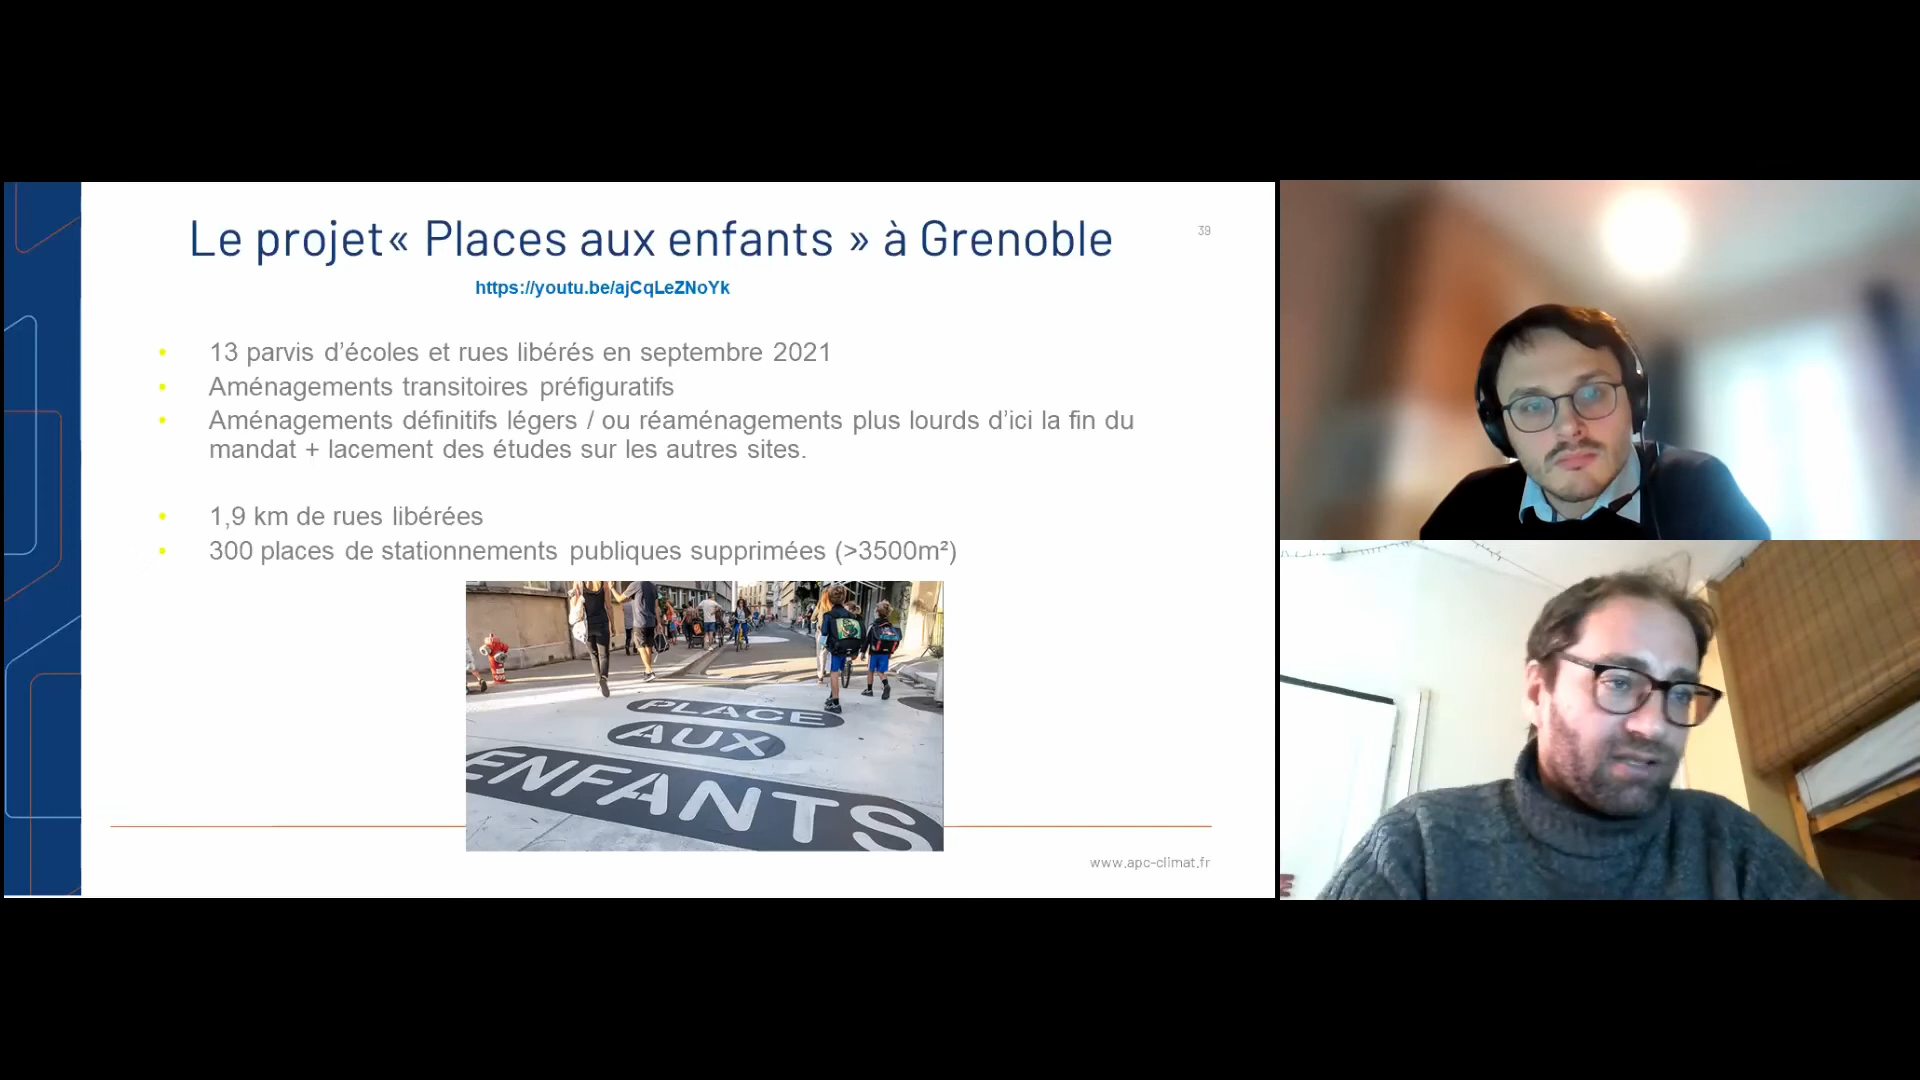 Le projet« Places aux enfants » à Grenoble
39
https://youtu.be/ajCqLeZNoYk
• 13 parvis d’écoles et rues libérés en septembre 2021
• Aménagements transitoires préfiguratifs
• Aménagements définitifs légers / ou réaménagements plus lourds d’ici la fin du
mandat + lacement des études sur les autres sites.
• 1,9 km de rues libérées
• 300 places de stationnements publiques supprimées (>3500m²)
PLACE
AUX
ENFANTS
www.apc-climat.fr